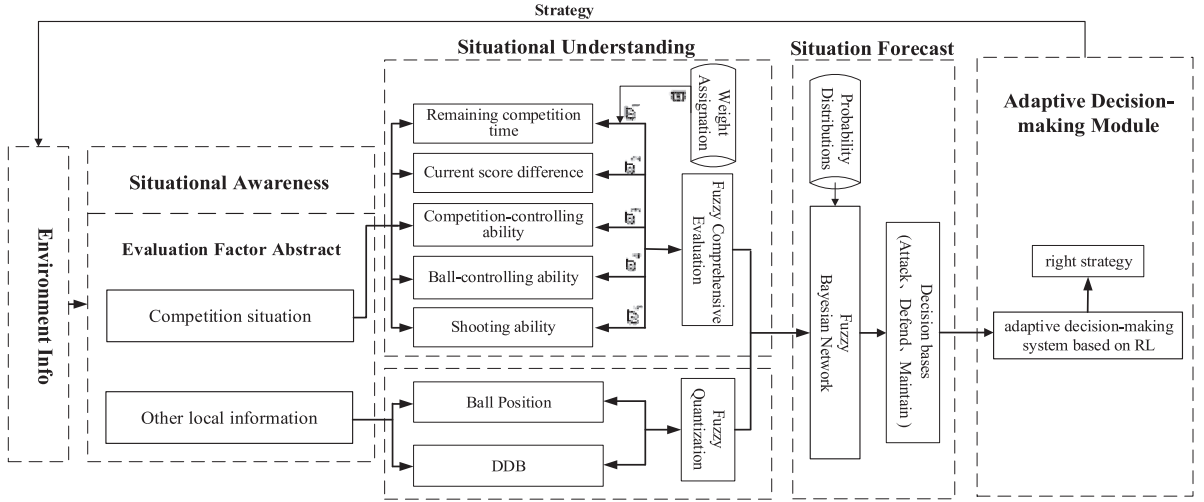 Strategy
Situational Understanding
Situation Forecast
Adaptive Decision-
making Module
Situational Awareness
Environment Info
Evaluation Factor Abstract
Competition situation
Other local information
Remaining competition
time
Current score difference
Competition-controlling
ability
Ball-controlling ability
Shooting ability
Weight
Assignation
Fuzzy Comprehensive
Evaluation
Ball Position
DDB
Fuzzy
Quantization
Probability
Distributions
Fuzzy
Bayesian Network
Decision bases
(Attack、Defend、Maintain)
right strategy
adaptive decision-making
system based on RL